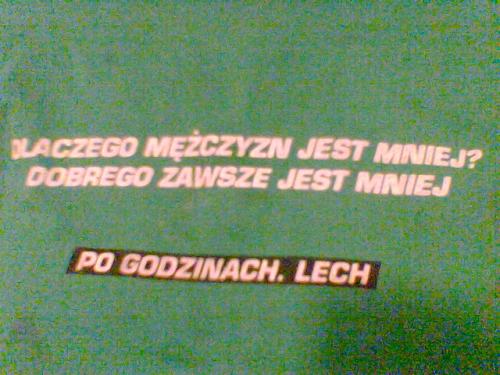 DLACZEGO MĘŻCZYZN JEST MNIEJ?
DOBREGO ZAWSZE JEST MNIEJ
PO GODZINACH. LECH